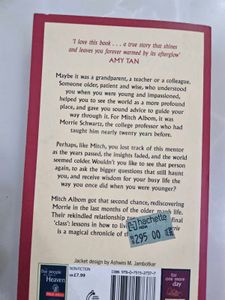 "I love this book . . . a true story that shines
and leaves you forever warmed by its afterglow"
AMY TAN
Maybe it was a grandparent, a teacher or a colleague.
Someone older, patient and wise, who understood
you when you were young and impassioned,
helped you to see the world as a more profound
place, and gave you sound advice to guide your
way through it. For Mitch Albom, it was
Morrie Schwartz, the college professor who had
taught him nearly twenty years before.
Perhaps, like Mitch, you lost track of this mentor
as the years passed, the insights faded, and the world
seemed colder. Wouldn't you like to see that person
again, to ask the bigger questions that still haunt
you, and receive wisdom for your busy life the
way you once did when you were younger?
Mitch Albom got that second chance, rediscovering
Morrie in the last months of the older man's life.
Their rekindled relationship
'class': lessons in how to live
is a magical chronicle of
hachette
₹295.00
Jacket design by Ashwini M. Jambotkar
NON-FICTION
£7.99
Heaven
for one
more day